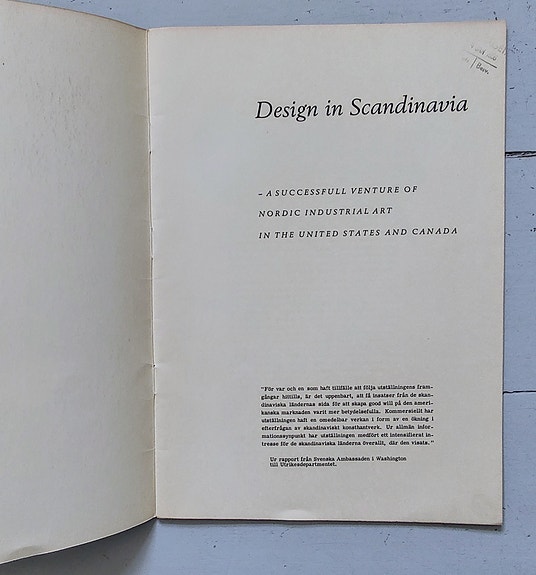 Design in Scandinavia
– A SUCCESSFULL VENTURE OF
NORDIC INDUSTRIAL ART
IN THE UNITED STATES AND CANADA
"För var och en som haft tillfälle att följa utställningens fram-
gångar hittills, är det uppenbart, att få insatser från de skan-
dinaviska ländernas sida för att skapa good will på den ameri-
kanska marknaden varit mer betydelsefulla. Kommersiellt har
utställningen haft en omedelbar verkan i form av en ökning i
efterfrågan av skandinaviskt konsthantverk. Ur allmän infor-
mationssynpunkt har utställningen medfört ett intensifierat in-
tresse för de skandinaviska länderna överallt, där den visats."
Ur rapport från Svenska Ambassaden i Washington
till Utrikesdepartmentet.